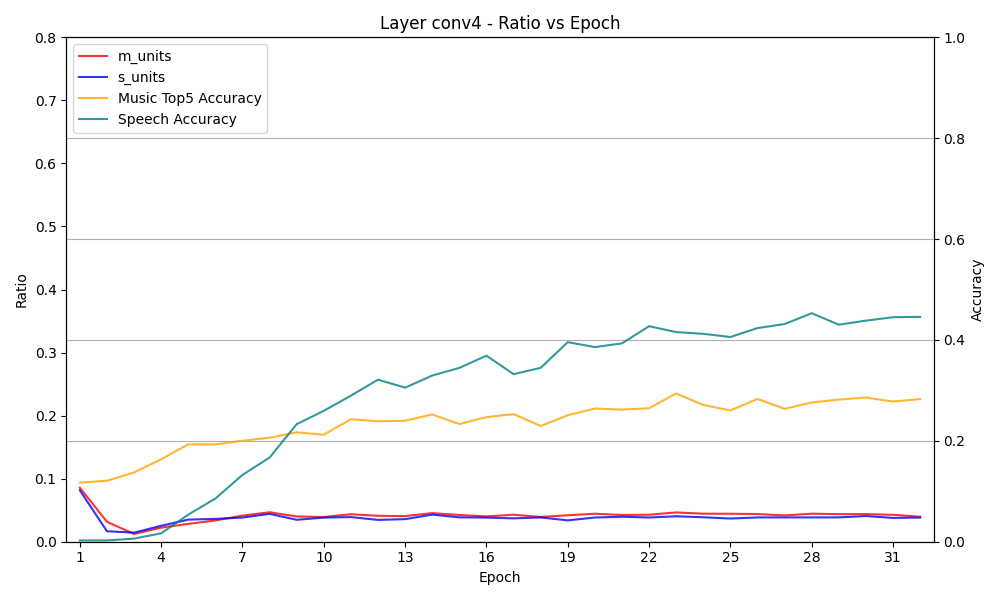 Layer conv4 - Ratio vs Epoch
m_units
s_units
Music Top5 Accuracy
Speech Accuracy
0.8
0.7
0.6
0.5
0.4
0.3
0.2
0.1
0.0
Ratio
1.0
0.8
0.6
0.4
0.2
0.0
Accuracy
1 4 7 10 13 16 19 22 25 28 31
Epoch